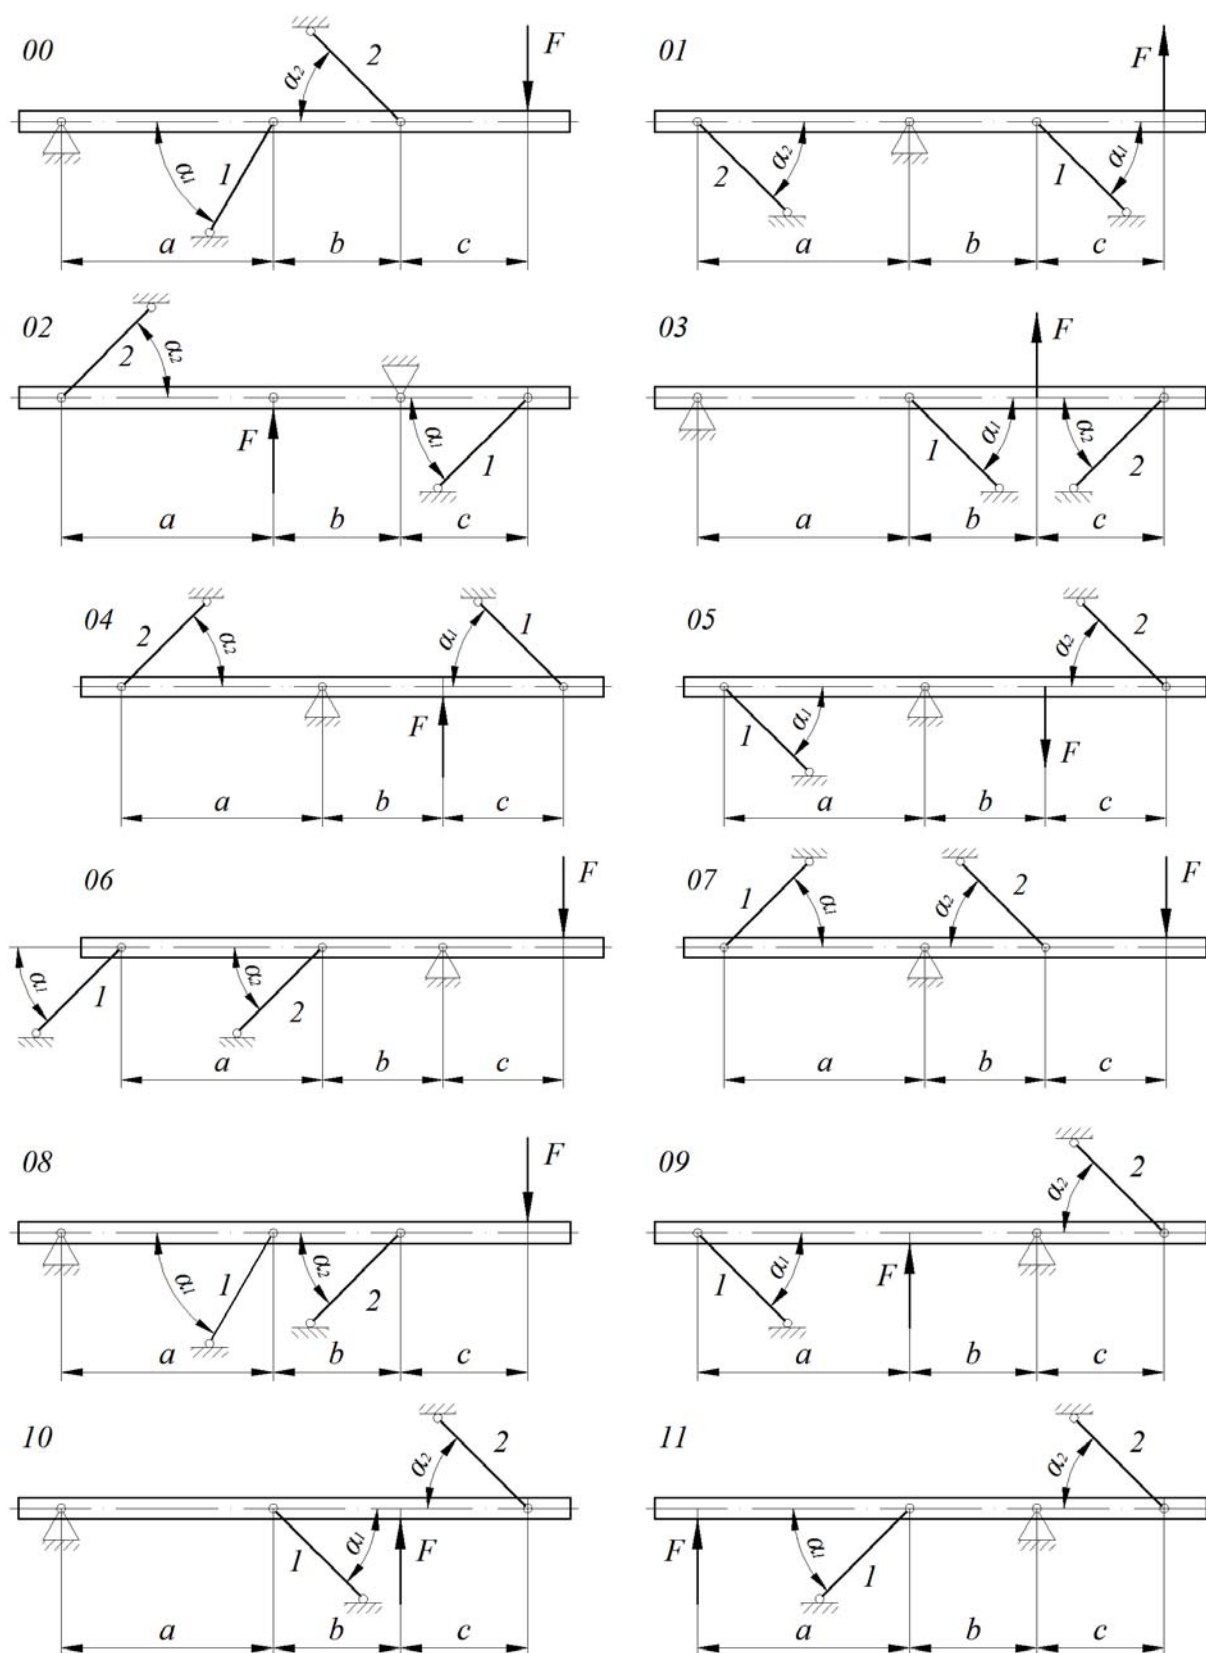 00 2 F α2 α1 1 a b c
01 F 2 α2 1 α1 a b c
02 2 α2 F α1 1 a b c
03 F 1 α1 α2 2 a b c
04 2 α2 α1 1 F a b c
05 α2 2 1 α1 F a b c
06 F α1 1 α2 2 a b c
07 1 α1 α2 2 F a b c
08 F α1 1 α2 2 a b c
09 α2 2 1 α1 F a b c
10 α2 2 1 α1 F a b c
11 α2 2 F α1 1 a b c